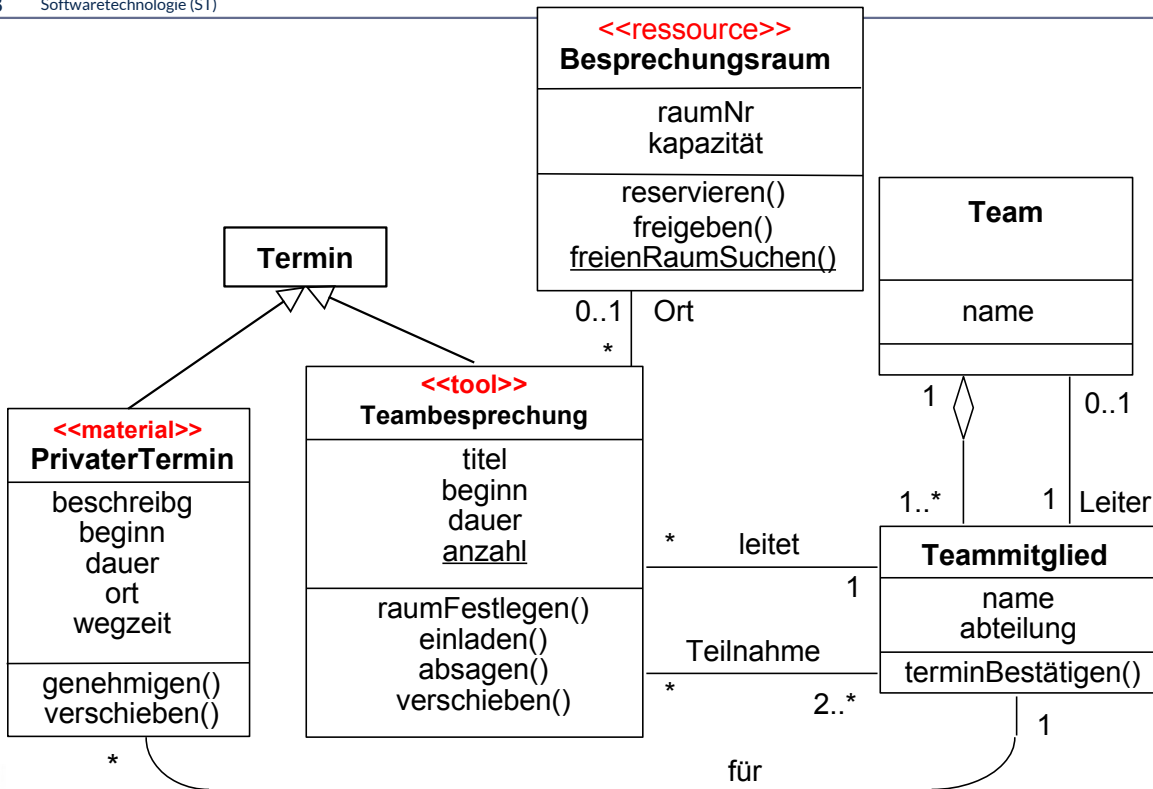 Softwaretechnologie (ST)
<<ressource>>
Besprechungsraum
raumNr
kapazität
reservieren()
freigeben()
freienRaumSuchen()
Team
name
Termin
0..1 Ort
*
<<tool>>
Teambesprechung
titel
beginn
dauer
anzahl
raumFestlegen()
einladen()
absagen()
verschieben()
<<material>>
PrivaterTermin
beschreibg
beginn
dauer
ort
wegzeit
genehmigen()
verschieben()
1
0..1
1..*
1 Leiter
Teammitglied
name
abteilung
terminBestätigen()
* leitet
1
Teilnahme
*
2..*
1
*
für